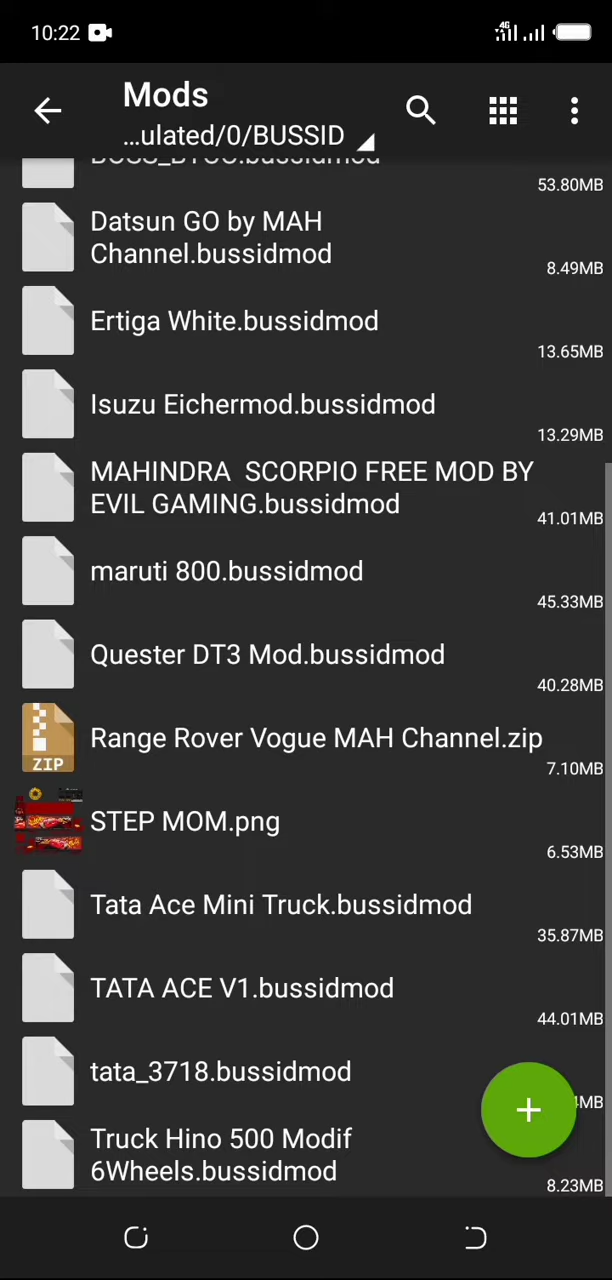 10:22
4G
Mods
...ulated/0/BUSSID
53.80MB
Datsun GO by MAH
Channel.bussidmod
8.49MB
Ertiga White.bussidmod
13.65MB
Isuzu Eichermod.bussidmod
13.29MB
MAHINDRA  SCORPIO FREE MOD BY
EVIL GAMING.bussidmod
41.01MB
maruti 800.bussidmod
45.33MB
Quester DT3 Mod.bussidmod
40.28MB
ZIP
Range Rover Vogue MAH Channel.zip
7.10MB
STEP MOM.png
6.53MB
Tata Ace Mini Truck.bussidmod
35.87MB
TATA ACE V1.bussidmod
44.01MB
tata_3718.bussidmod
Truck Hino 500 Modif
6Wheels.bussidmod
8.23MB